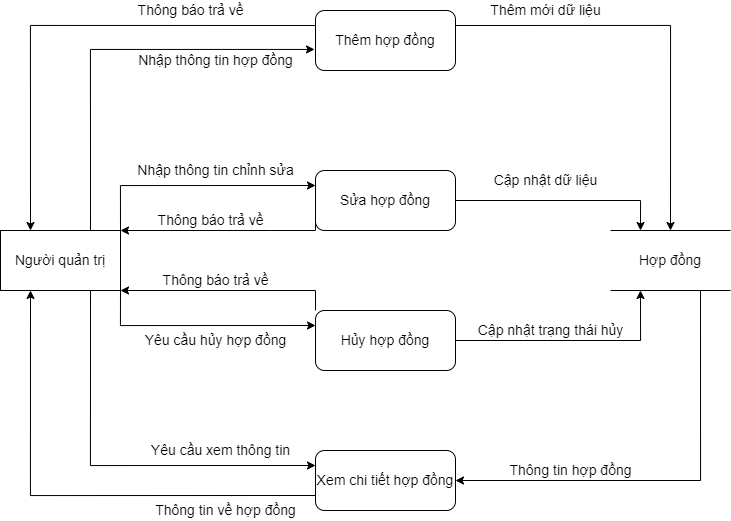 Thông báo trả về
Thêm mới dữ liệu
Thêm hợp đồng
Nhập thông tin hợp đồng
Nhập thông tin chỉnh sửa
Cập nhật dữ liệu
Sửa hợp đồng
Thông báo trả về
Người quản trị
Hợp đồng
Thông báo trả về
Cập nhật trạng thái hủy
Hủy hợp đồng
Yêu cầu hủy hợp đồng
Yêu cầu xem thông tin
Thông tin hợp đồng
Xem chi tiết hợp đồng
Thông tin về hợp đồng